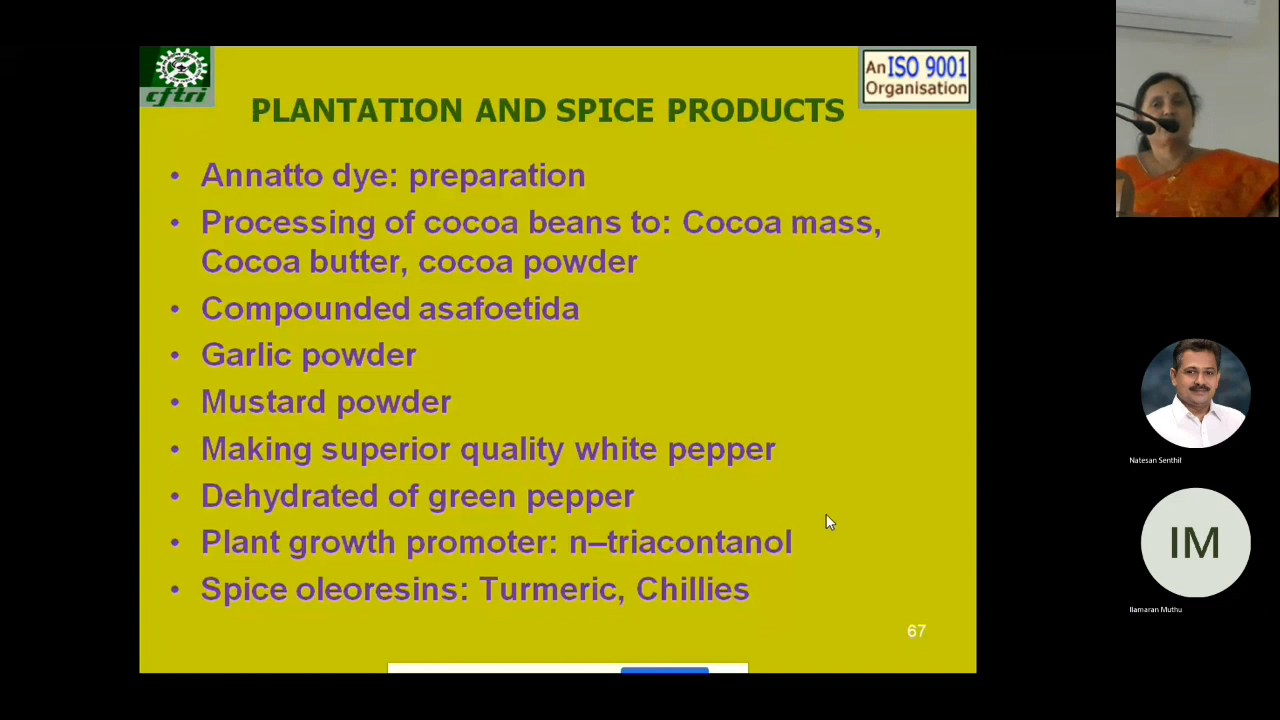 cftri
An ISO 9001
Organisation
PLANTATION AND SPICE PRODUCTS
• Annatto dye: preparation
• Processing of cocoa beans to: Cocoa mass,
Cocoa butter, cocoa powder
• Compounded asafoetida
• Garlic powder
• Mustard powder
• Making superior quality white pepper
• Dehydrated of green pepper
• Plant growth promoter: n–triacontanol
• Spice oleoresins: Turmeric, Chillies
67
Natesan Senthil
IM
Ilamaran Muthu